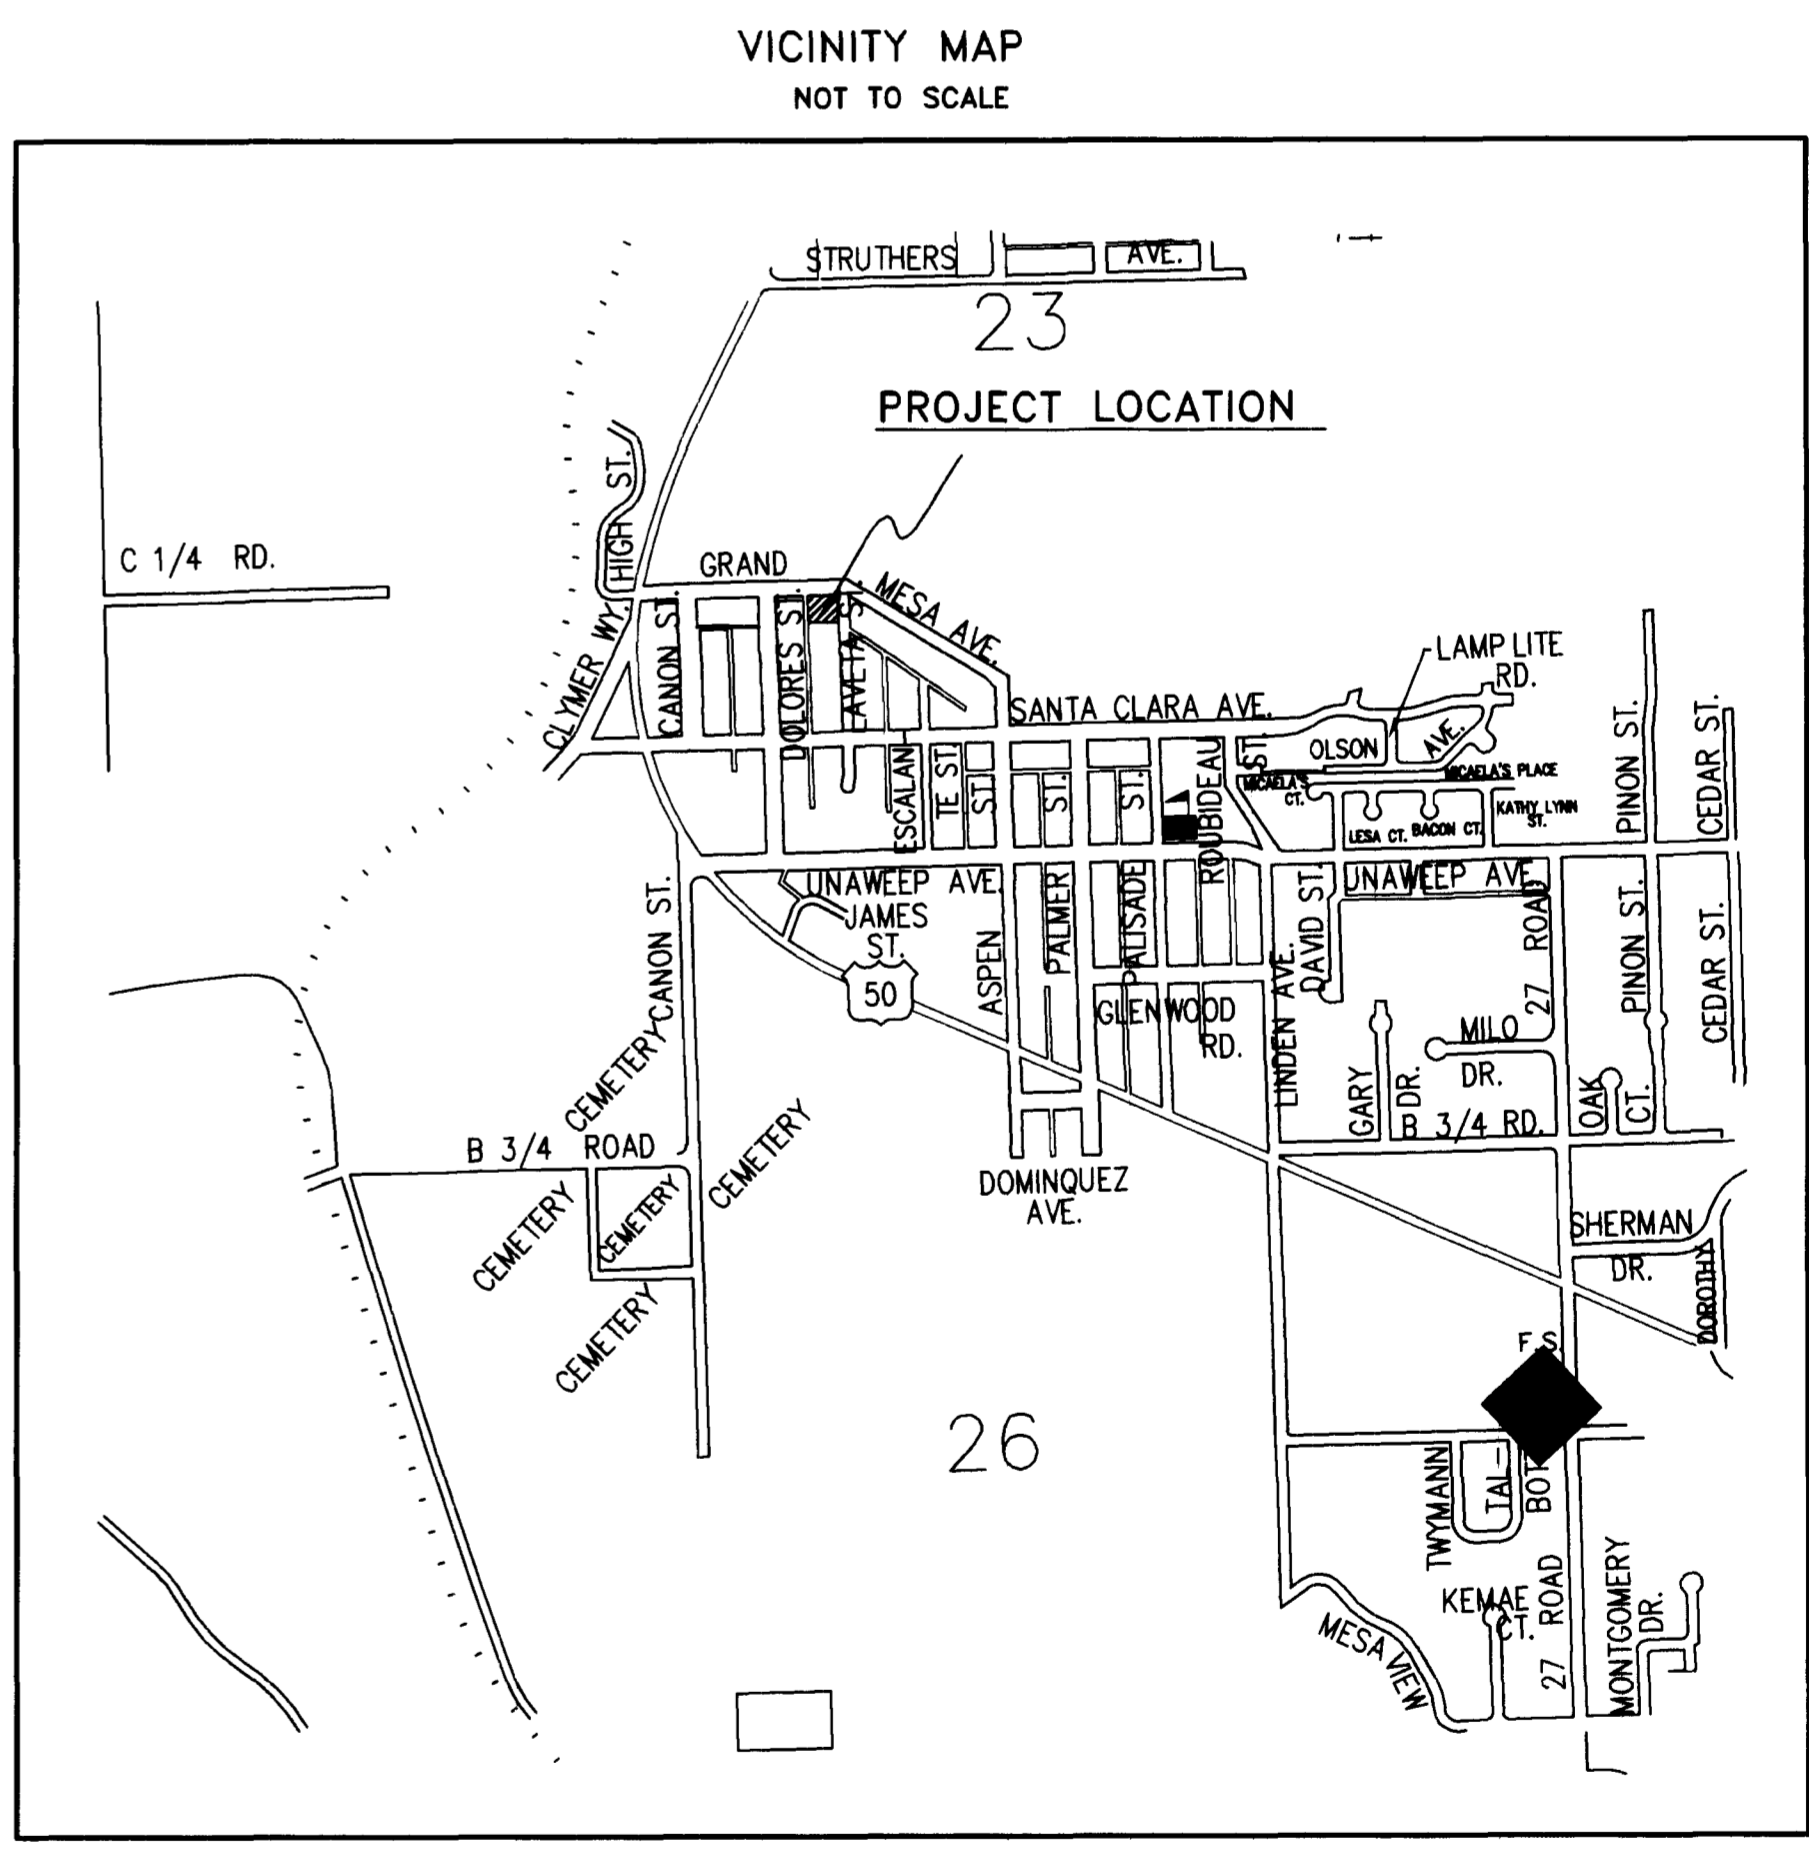 VICINITY MAP
NOT TO SCALE
STRUTHERS AVE.
23
PROJECT LOCATION
HIGH ST.
C 1/4 RD.
GRAND MESA AVE.
CLYMER WY.
CANON ST.
DOLORES ST.
LAVETA ST.
LAMP LITE
RD.
SANTA CLARA AVE.
OLSON AVE.
PINON ST.
CEDAR ST.
ESCALAN
TE ST.
ST.
ST.
ST.
ROUBIDEAU ST.
MICAELA'S
CT.
MICAELA'S PLACE
KATHY LYNN
ST.
LESA CT.
BACON CT.
UNAWEEP AVE.
UNAWEEP AVE.
JAMES
ST.
50
CANON ST.
ASPEN
PALMER
PALISADE
GLENWOOD
RD.
LINDEN AVE.
DAVID ST.
27 ROAD
PINON ST.
CEDAR ST.
MILO
DR.
GARY DR.
OAK CT.
B 3/4 RD.
CEMETERY
B 3/4 ROAD
CEMETERY
CEMETERY
CEMETERY
CEMETERY
DOMINQUEZ
AVE.
SHERMAN
DR.
DOROTHY
F.S.
26
TWYMANN
TAL-
BOT
KEMAE
CT.
27 ROAD
MONTGOMERY
DR.
MESA VIEW